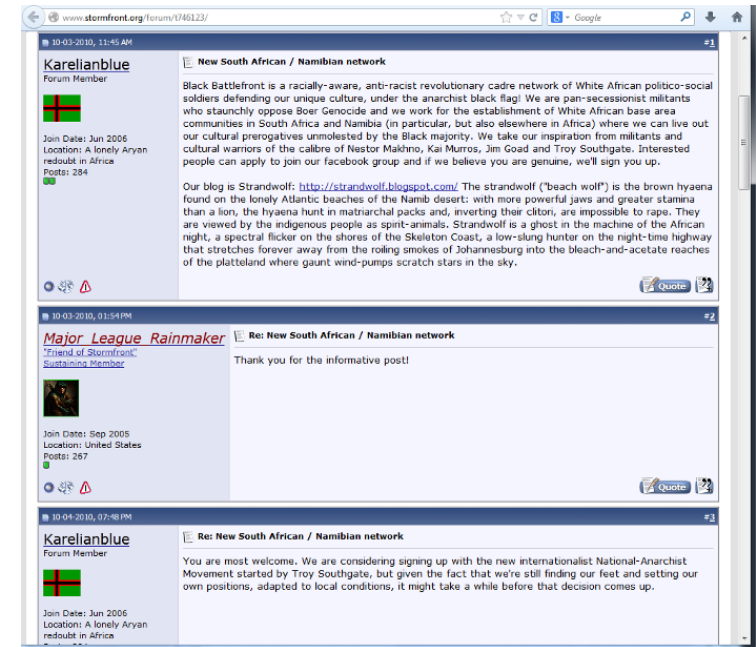 www.stormfront.org/forum/t746123/
Google
10-03-2010, 11:45 AM
#1
Karelianblue
Forum Member
Join Date: Jun 2006
Location: A lonely Aryan
redoubt in Africa
Posts: 284
New South African / Namibian network
Black Battlefront is a racially-aware, anti-racist revolutionary cadre network of White African politico-social
soldiers defending our unique culture, under the anarchist black flag! We are pan-secessionist militants
who staunchly oppose Boer Genocide and we work for the establishment of White African base area
communities in South Africa and Namibia (in particular, but also elsewhere in Africa) where we can live out
our cultural prerogatives unmolested by the Black majority. We take our inspiration from militants and
cultural warriors of the calibre of Nestor Makhno, Kai Murros, Jim Goad and Troy Southgate. Interested
people can apply to join our facebook group and if we believe you are genuine, we'll sign you up.
Our blog is Strandwolf: http://strandwolf.blogspot.com/ The strandwolf ("beach wolf") is the brown hyaena
found on the lonely Atlantic beaches of the Namib desert: with more powerful jaws and greater stamina
than a lion, the hyaena hunt in matriarchal packs and, inverting their clitori, are impossible to rape. They
are viewed by the indigenous people as spirit-animals. Strandwolf is a ghost in the machine of the African
night, a spectral flicker on the shores of the Skeleton Coast, a low-slung hunter on the night-time highway
that stretches forever away from the roiling smokes of Johannesburg into the bleach-and-acetate reaches
of the platteland where gaunt wind-pumps scratch stars in the sky.
Quote
10-03-2010, 01:54 PM
#2
Major League Rainmaker
"Friend of Stormfront"
Sustaining Member
Join Date: Sep 2005
Location: United States
Posts: 267
Re: New South African / Namibian network
Thank you for the informative post!
Quote
10-04-2010, 07:48 PM
#3
Karelianblue
Forum Member
Join Date: Jun 2006
Location: A lonely Aryan
redoubt in Africa
Re: New South African / Namibian network
You are most welcome. We are considering signing up with the new internationalist National-Anarchist
Movement started by Troy Southgate, but given the fact that we're still finding our feet and setting our
own positions, adapted to local conditions, it might take a while before that decision comes up.